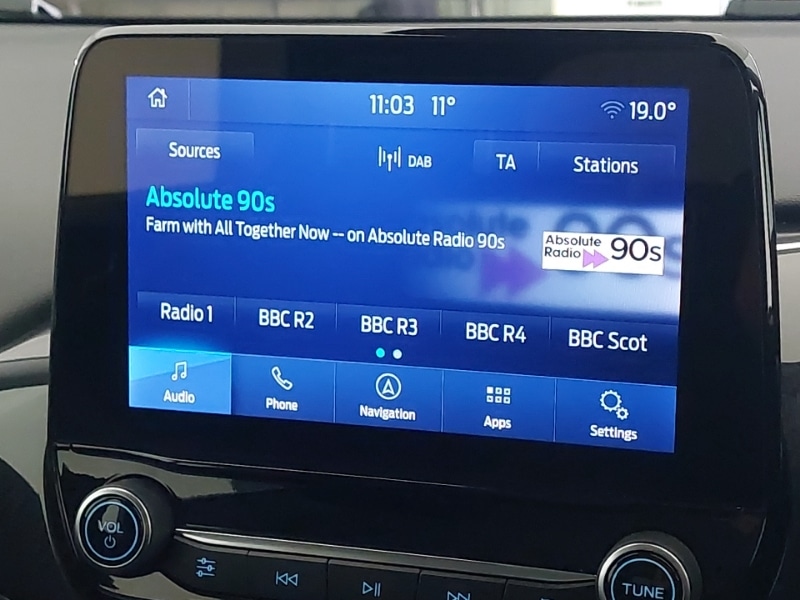 11:03 11° 19.0°
Sources DAB TA Stations
Absolute 90s
Farm with All Together Now -- on Absolute Radio 90s
Absolute
Radio 90s
Radio 1 BBC R2 BBC R3 BBC R4 BBC Scot
Audio Phone Navigation Apps Settings
VOL
TUNE